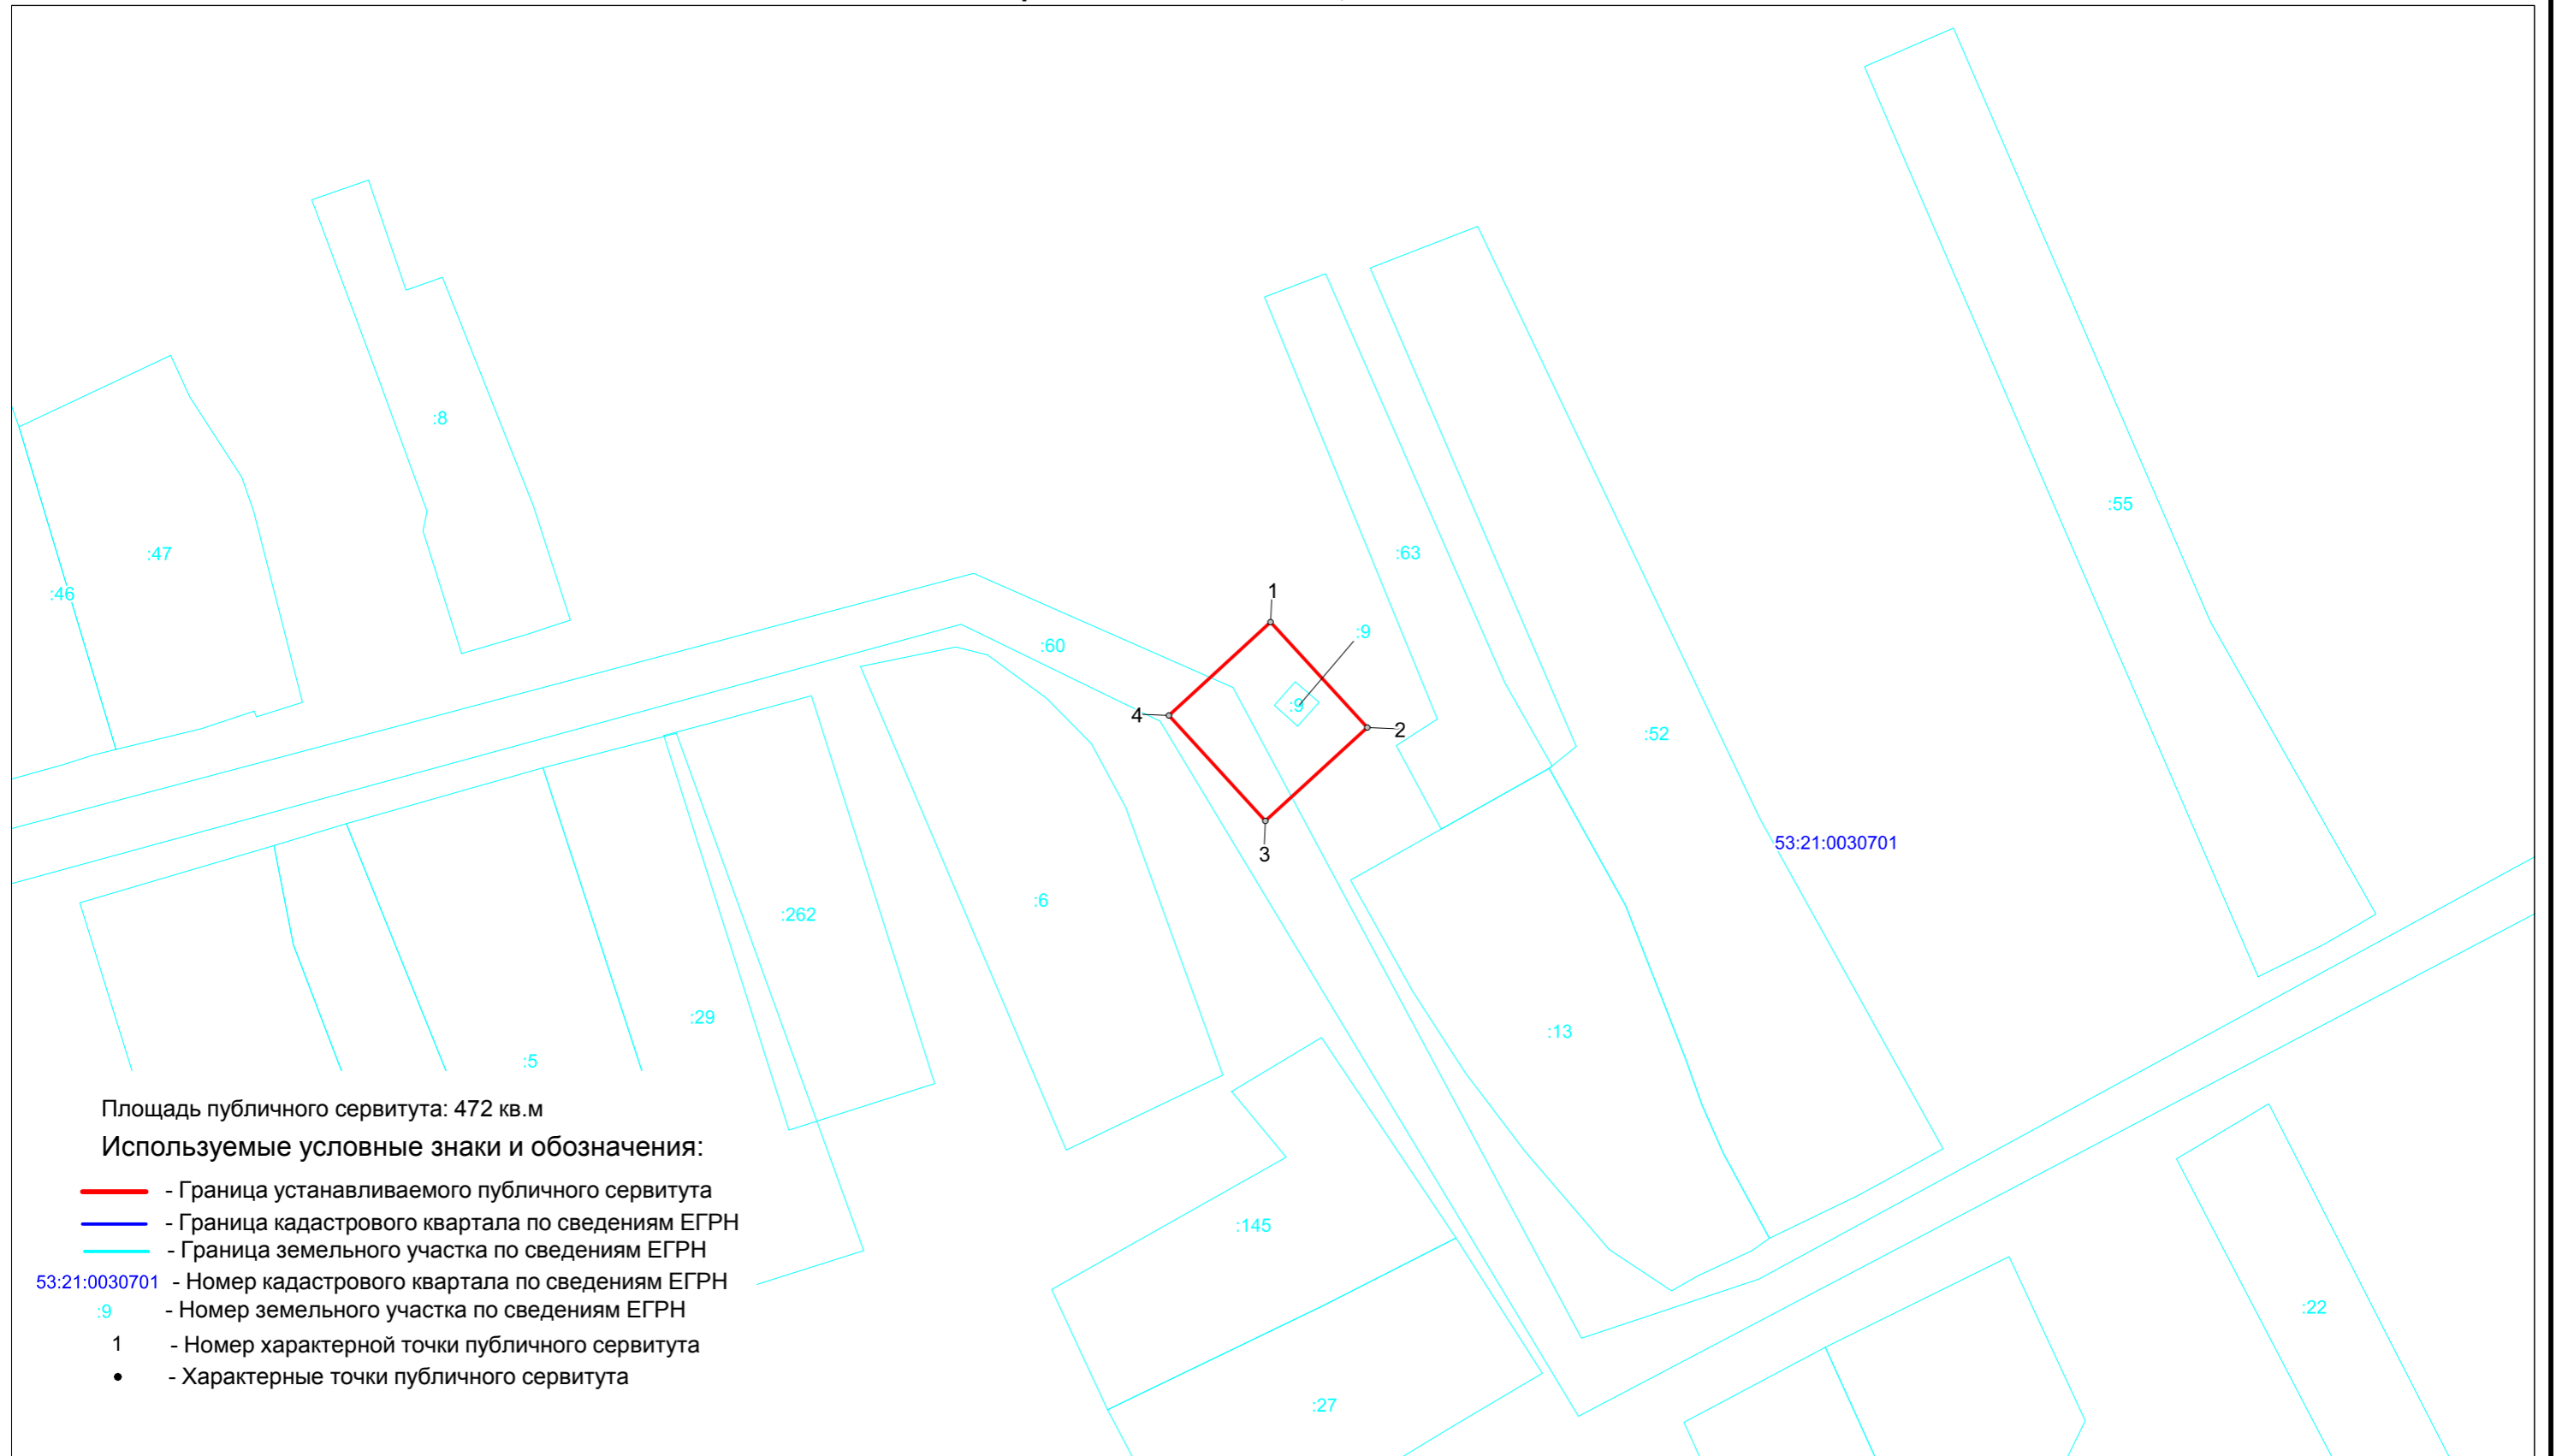 :8
:55
:47
:63
:46
1
:9
:60
:9
4
2
:52
53:21:0030701
3
:6
:262
:29
:13
:5
Площадь публичного сервитута: 472 кв.м
Используемые условные знаки и обозначения:
- Граница устанавливаемого публичного сервитута
- Граница кадастрового квартала по сведениям ЕГРН
- Граница земельного участка по сведениям ЕГРН
53:21:0030701 - Номер кадастрового квартала по сведениям ЕГРН
:9 - Номер земельного участка по сведениям ЕГРН
1 - Номер характерной точки публичного сервитута
- Характерные точки публичного сервитута
:145
:22
:27